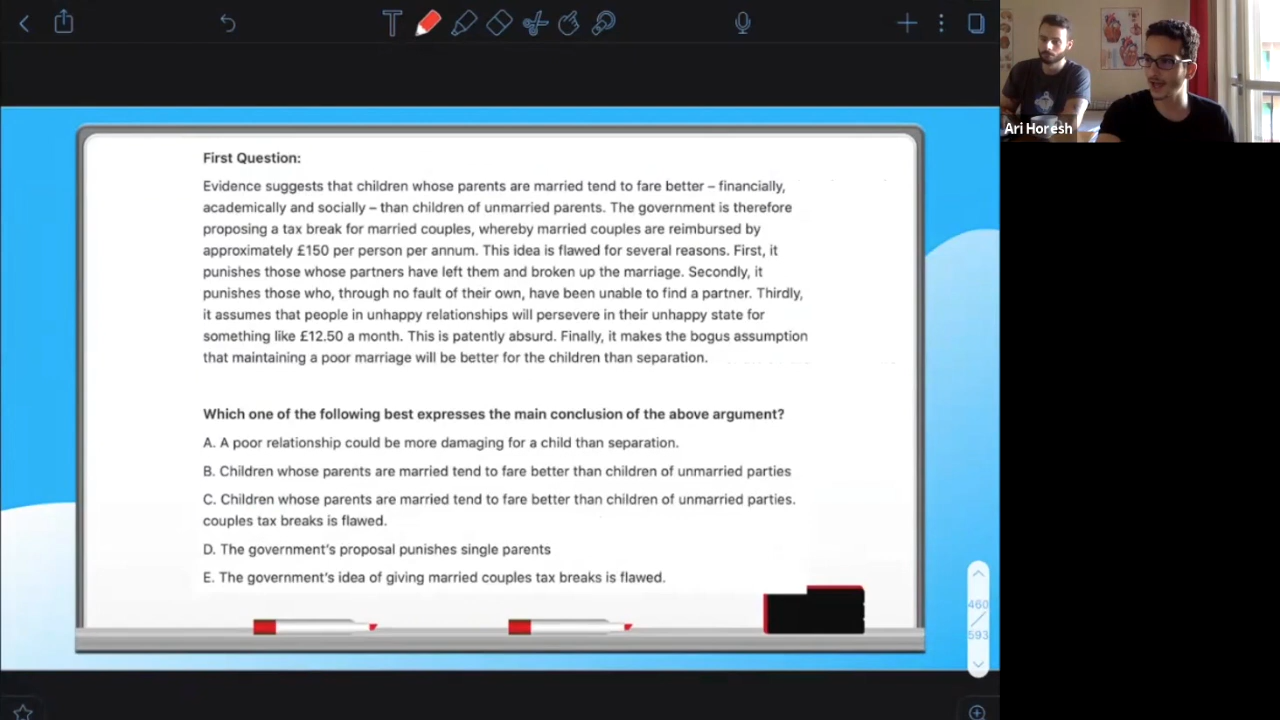 First Question:
Evidence suggests that children whose parents are married tend to fare better – financially,
academically and socially – than children of unmarried parents. The government is therefore
proposing a tax break for married couples, whereby married couples are reimbursed by
approximately £150 per person per annum. This idea is flawed for several reasons. First, it
punishes those whose partners have left them and broken up the marriage. Secondly, it
punishes those who, through no fault of their own, have been unable to find a partner. Thirdly,
it assumes that people in unhappy relationships will persevere in their unhappy state for
something like £12.50 a month. This is patently absurd. Finally, it makes the bogus assumption
that maintaining a poor marriage will be better for the children than separation.
Which one of the following best expresses the main conclusion of the above argument?
A. A poor relationship could be more damaging for a child than separation.
B. Children whose parents are married tend to fare better than children of unmarried parties
C. Children whose parents are married tend to fare better than children of unmarried parties.
couples tax breaks is flawed.
D. The government's proposal punishes single parents
E. The government's idea of giving married couples tax breaks is flawed.
460
593
Ari Horesh